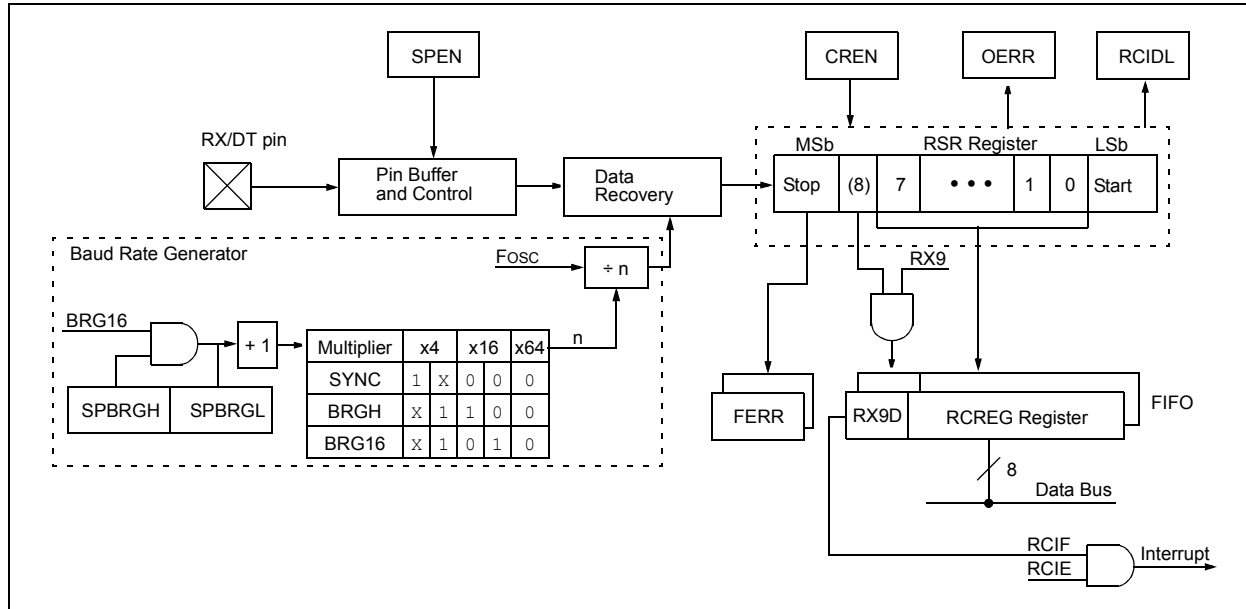 SPEN
CREN
OERR
RCIDL
RX/DT pin
Pin Buffer
and Control
Data
Recovery
MSb
RSR Register
LSb
Stop (8) 7 • • • 1 0 Start
Baud Rate Generator
FOSC
÷ n
RX9
BRG16
+ 1
n
SPBRGH SPBRGL
Multiplier x4 x16 x64
SYNC 1 X 0 0 0
BRGH X 1 1 0 0
BRG16 X 1 0 1 0
FERR
RX9D RCREG Register
FIFO
8
Data Bus
RCIF
RCIE
Interrupt